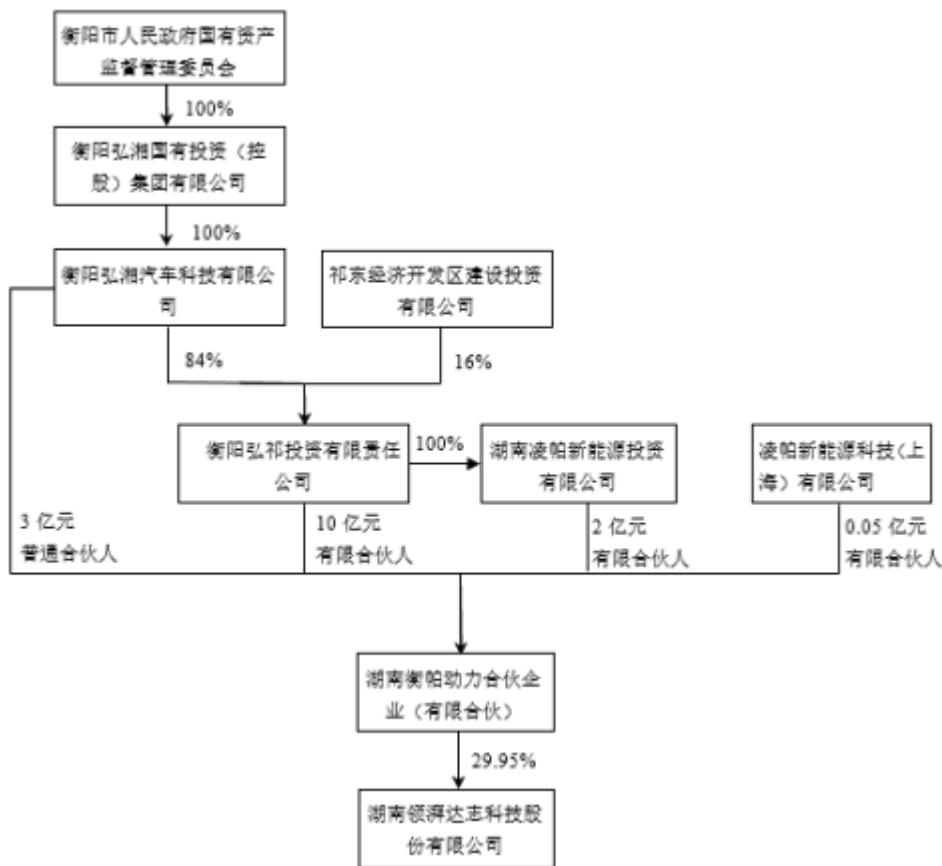 衡阳市人民政府国有资产
监督管理委员会
100%
衡阳弘湘国有投资（控
股）集团有限公司
100%
衡阳弘湘汽车科技有限公
司
祁东经济开发区建设投资
有限公司
84%
16%
衡阳弘祁投资有限责任
公司
100%
湖南凌帕新能源投资
有限公司
凌帕新能源科技（上
海）有限公司
3 亿元
普通合伙人
10 亿元
有限合伙人
2 亿元
有限合伙人
0.05 亿元
有限合伙人
湖南衡帕动力合伙企
业（有限合伙）
29.95%
湖南领湃达志科技股
份有限公司